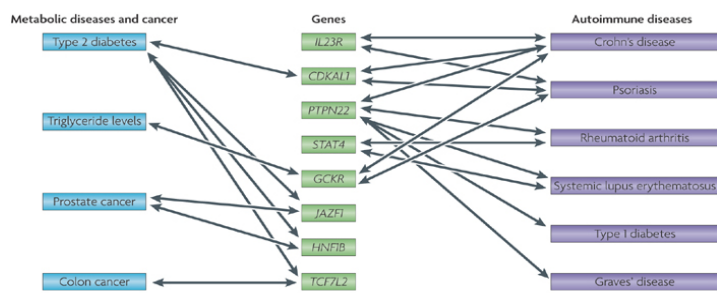 Metabolic diseases and cancer
Genes
Autoimmune diseases
Type 2 diabetes
IL23R
Crohn's disease
CDKAL1
Psoriasis
PTPN22
Triglyceride levels
Rheumatoid arthritis
STAT4
GCKR
Systemic lupus erythematosus
Prostate cancer
JAZF1
Type 1 diabetes
HNF1B
Colon cancer
TCF7L2
Graves' disease